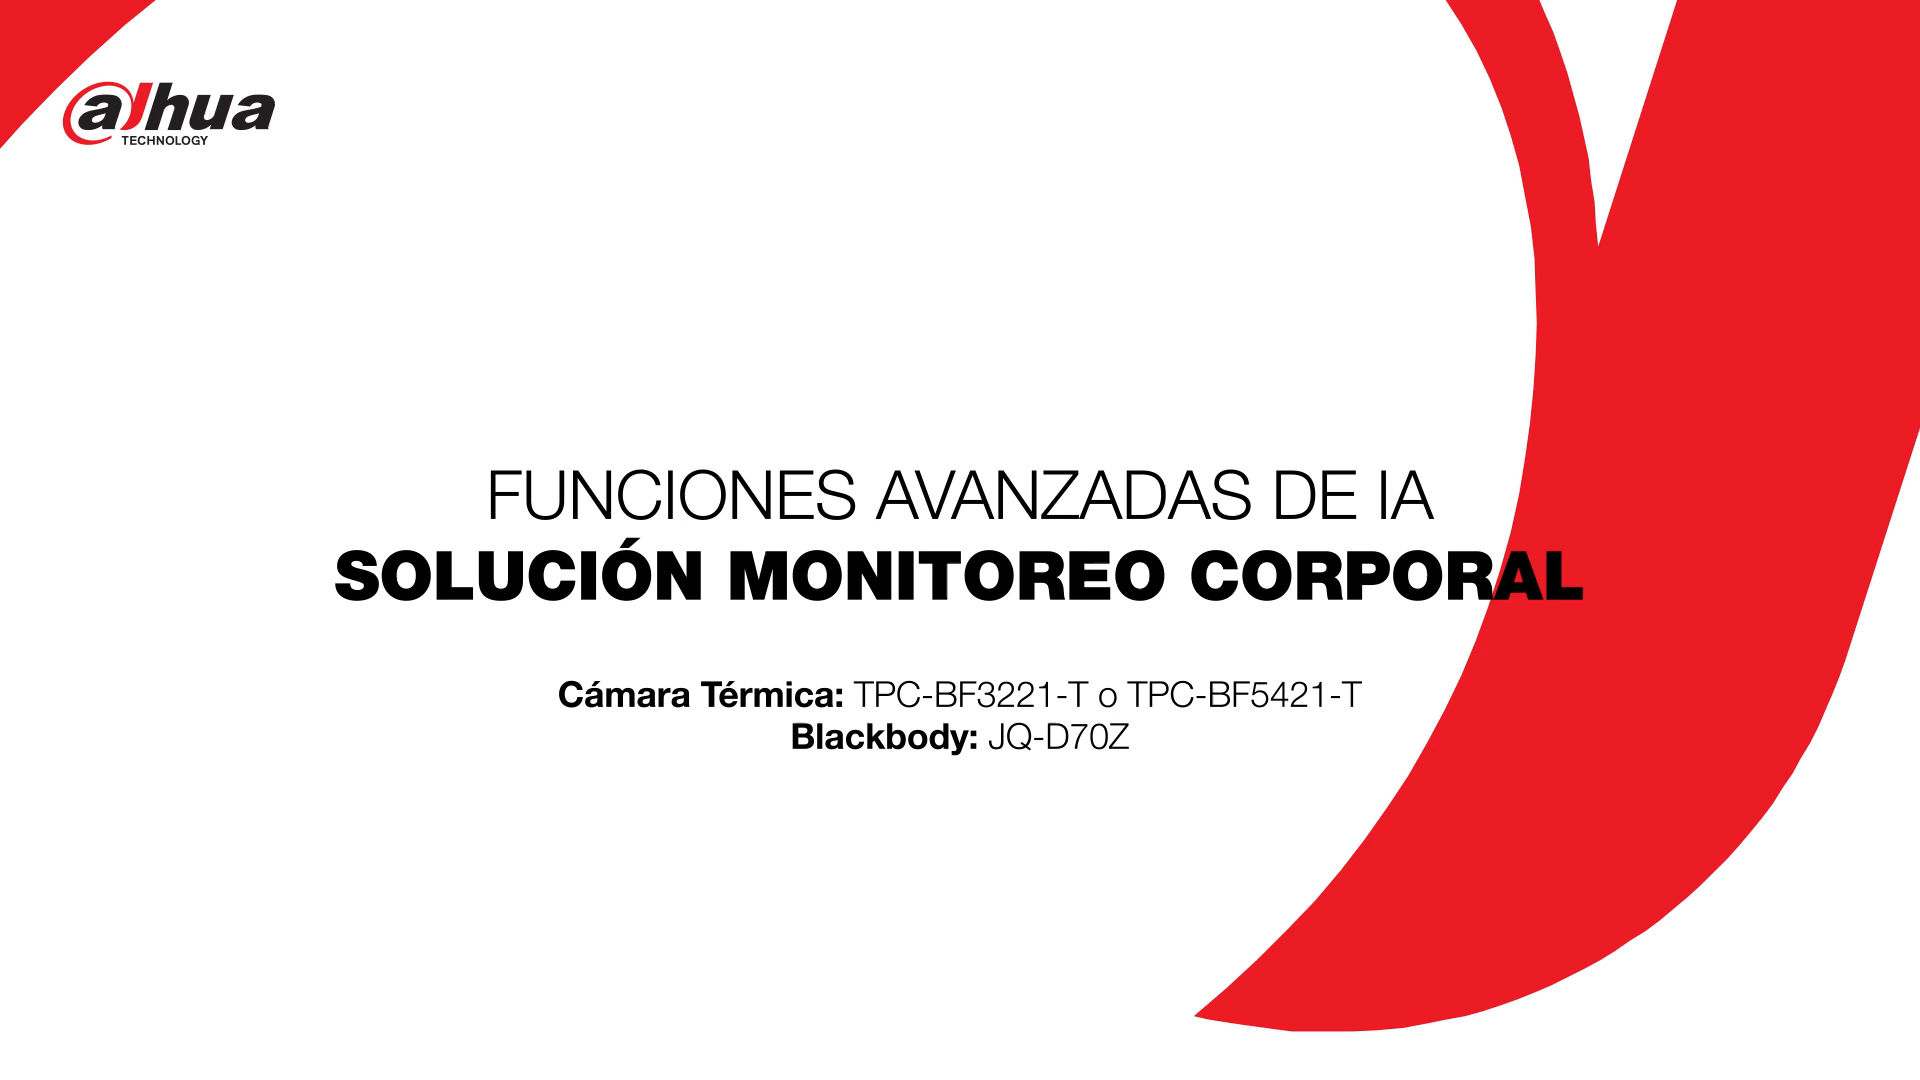 alhua
TECHNOLOGY
FUNCIONES AVANZADAS DE IA
SOLUCIÓN MONITOREO CORPORAL
Cámara Térmica: TPC-BF3221-T o TPC-BF5421-T
Blackbody: JQ-D70Z